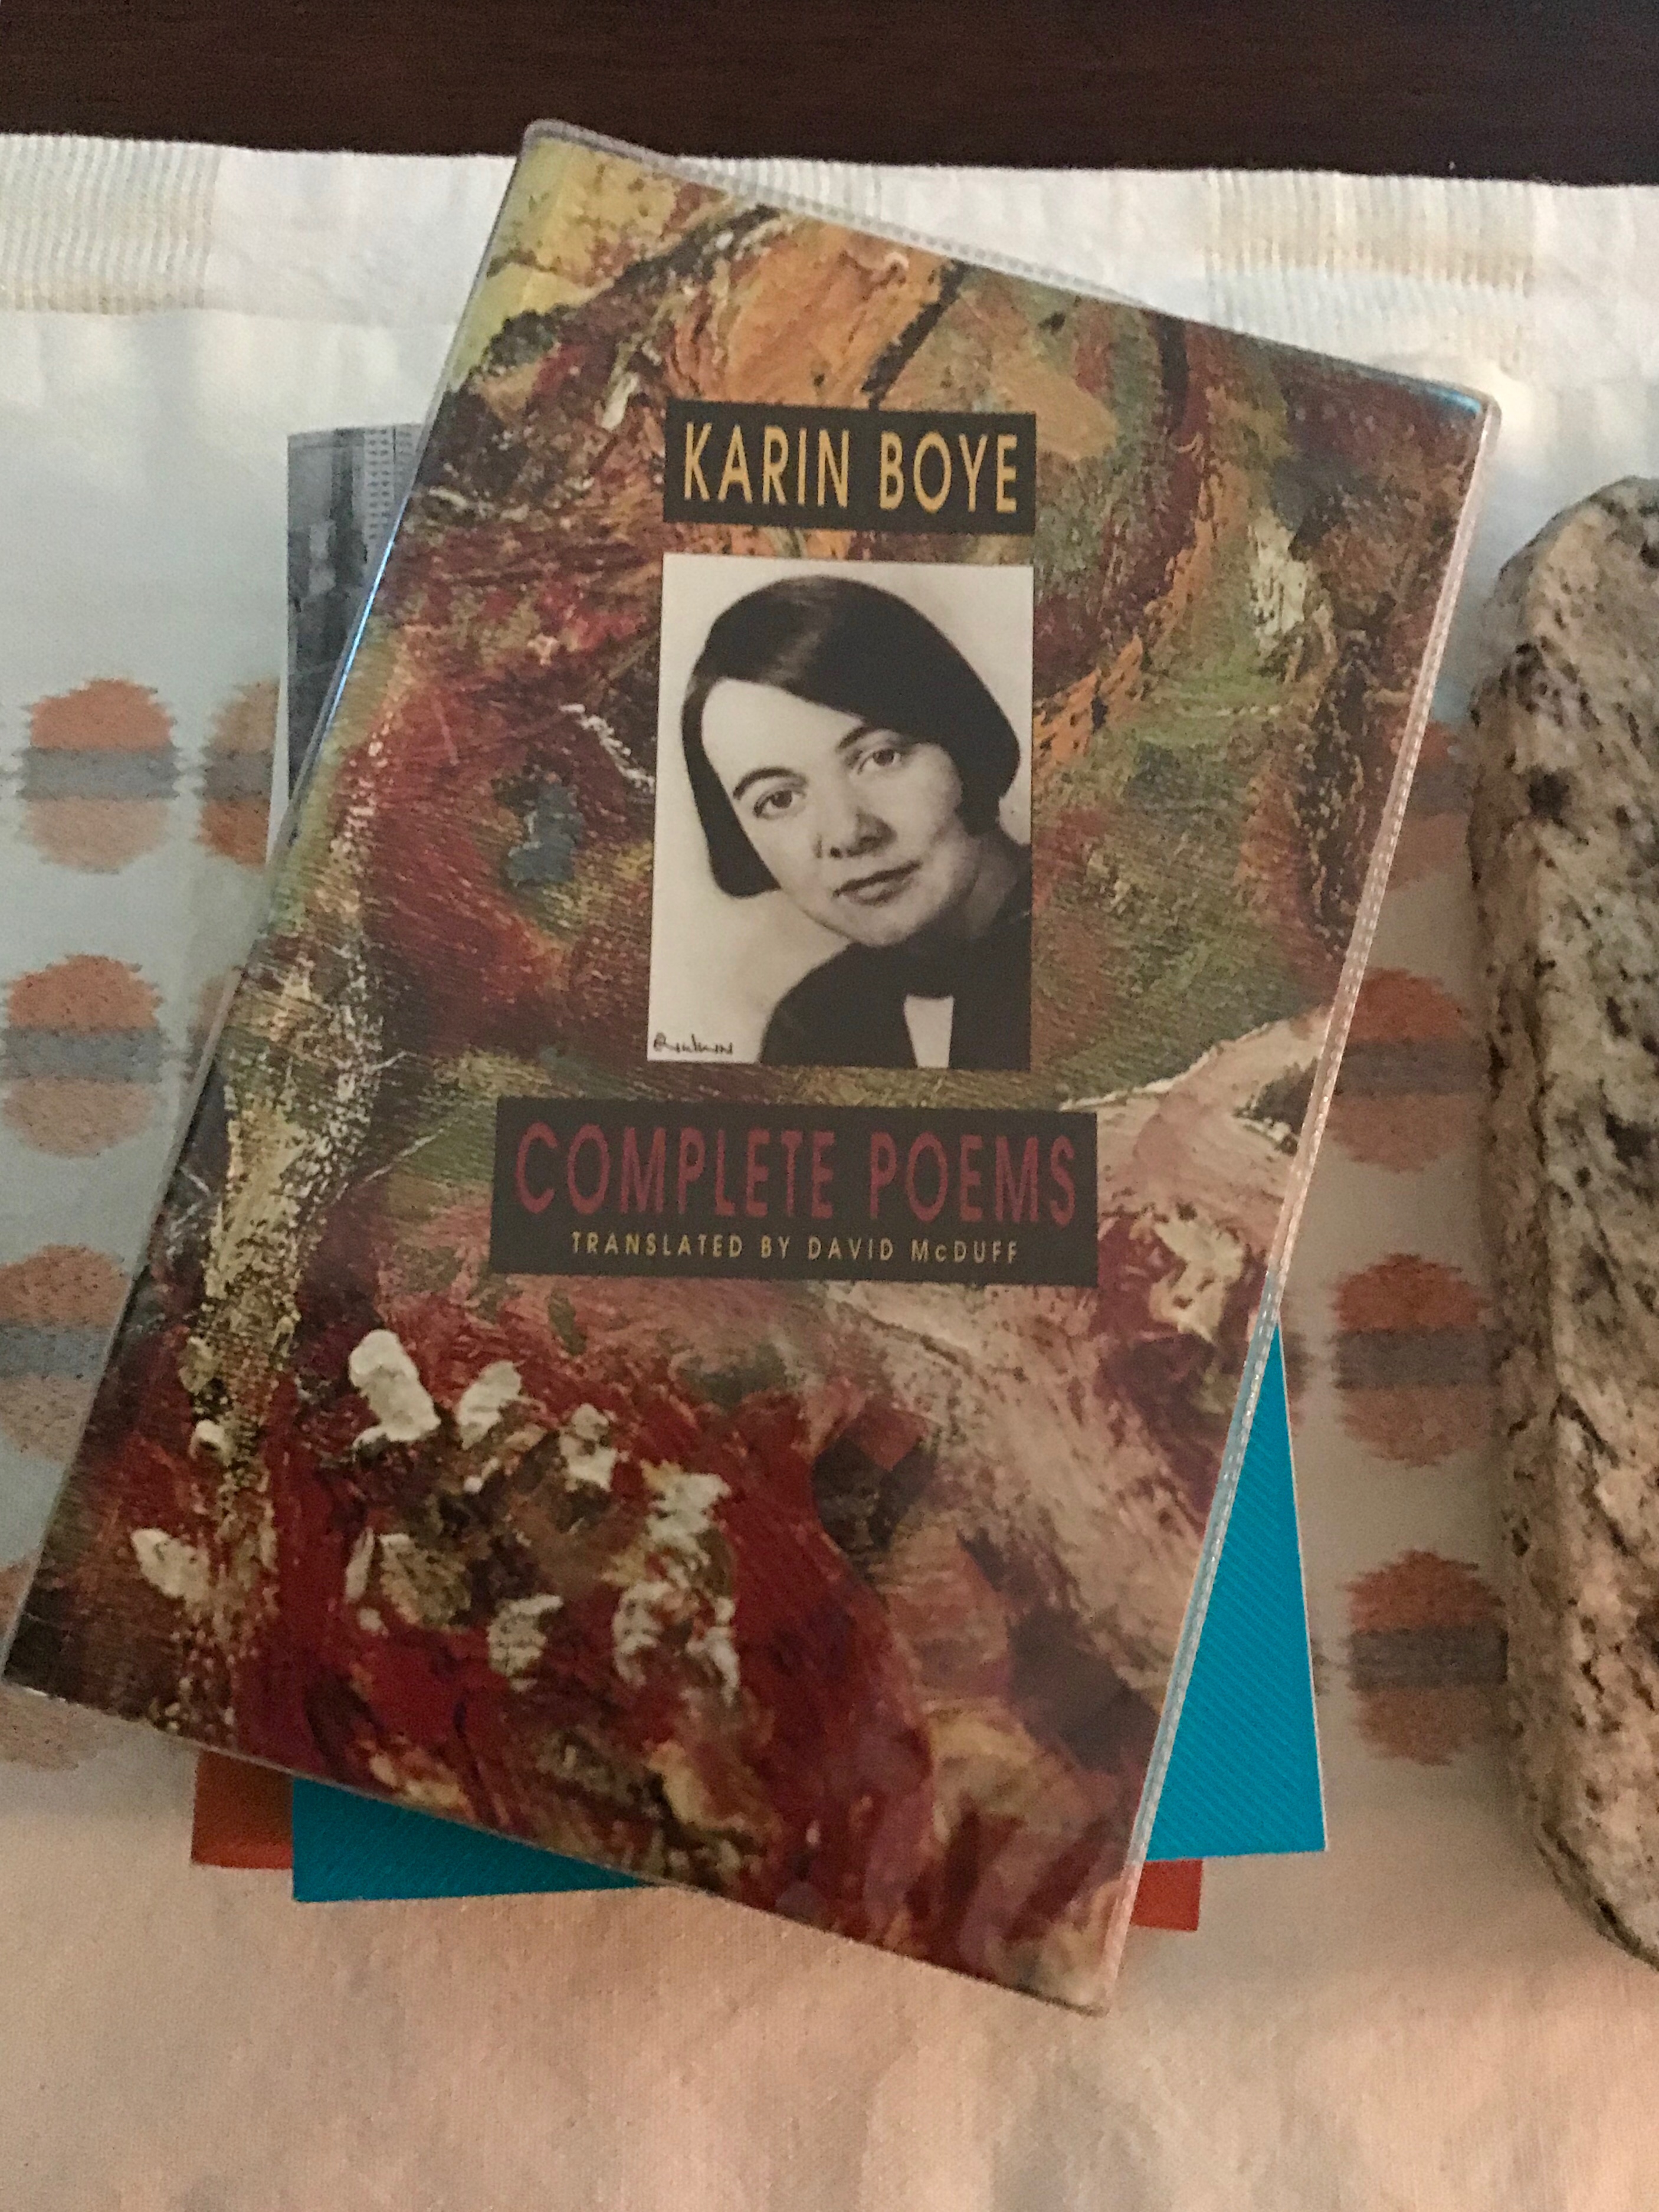 KARIN BOYE
COMPLETE POEMS
TRANSLATED BY DAVID McDUFF